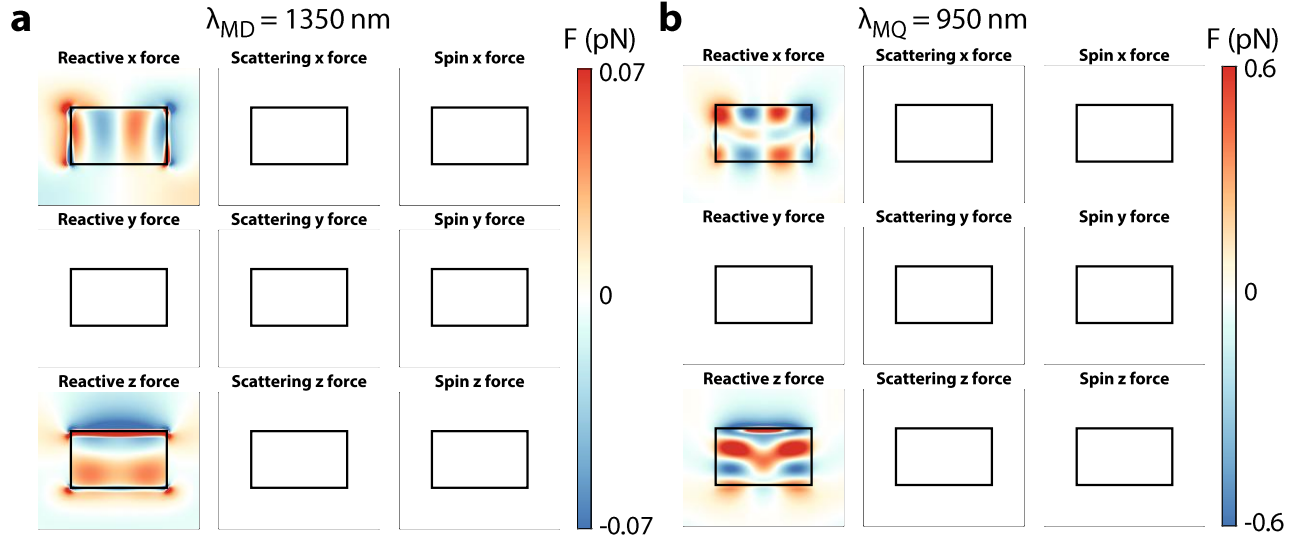 a
λMD = 1350 nm
Reactive x force
Scattering x force
Spin x force
F (pN)
0.07
Reactive y force
Scattering y force
Spin y force
0
Reactive z force
Scattering z force
Spin z force
-0.07
b
λMQ = 950 nm
Reactive x force
Scattering x force
Spin x force
F (pN)
0.6
Reactive y force
Scattering y force
Spin y force
0
Reactive z force
Scattering z force
Spin z force
-0.6